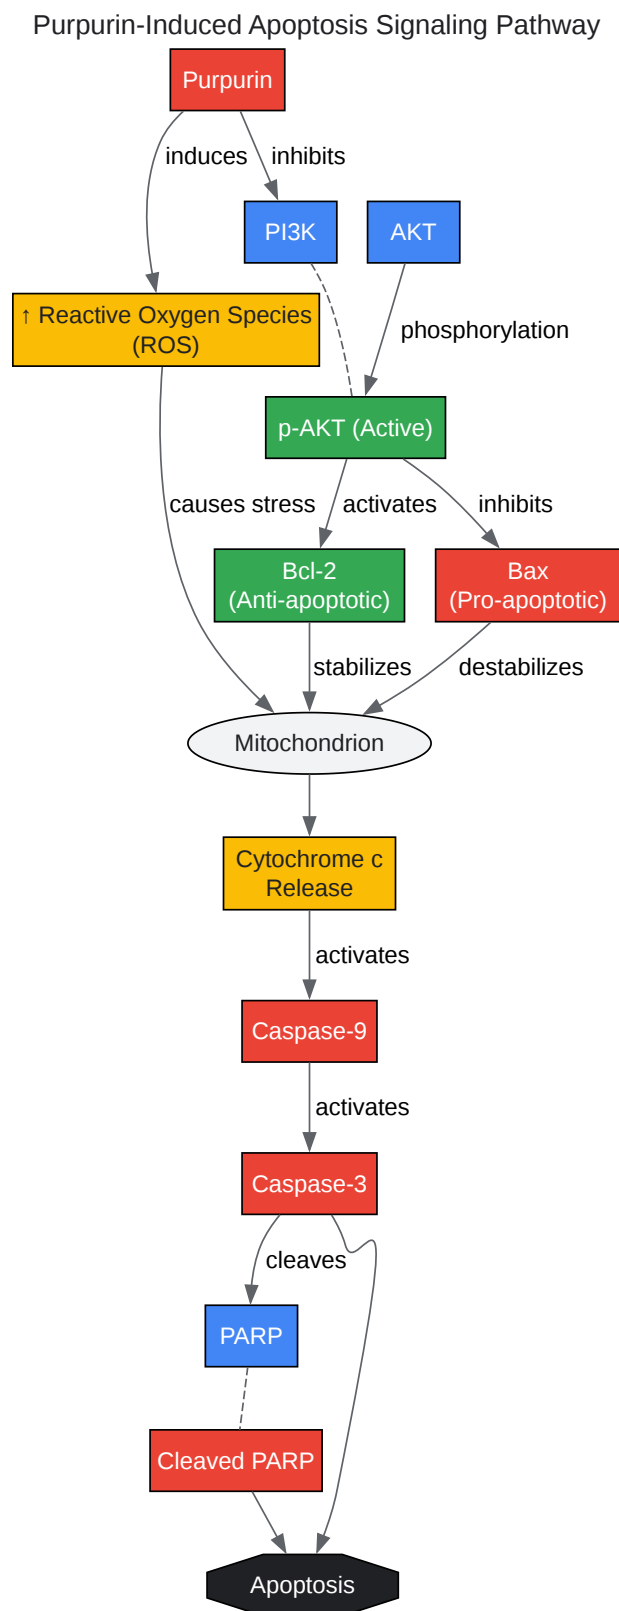 Purpurin-Induced Apoptosis Signaling Pathway
Purpurin
induces
inhibits
PI3K
AKT
↑ Reactive Oxygen Species
(ROS)
phosphorylation
p-AKT (Active)
causes stress
activates
inhibits
Bcl-2
(Anti-apoptotic)
Bax
(Pro-apoptotic)
stabilizes
destabilizes
Mitochondrion
Cytochrome c
Release
activates
Caspase-9
activates
Caspase-3
cleaves
PARP
Cleaved PARP
Apoptosis